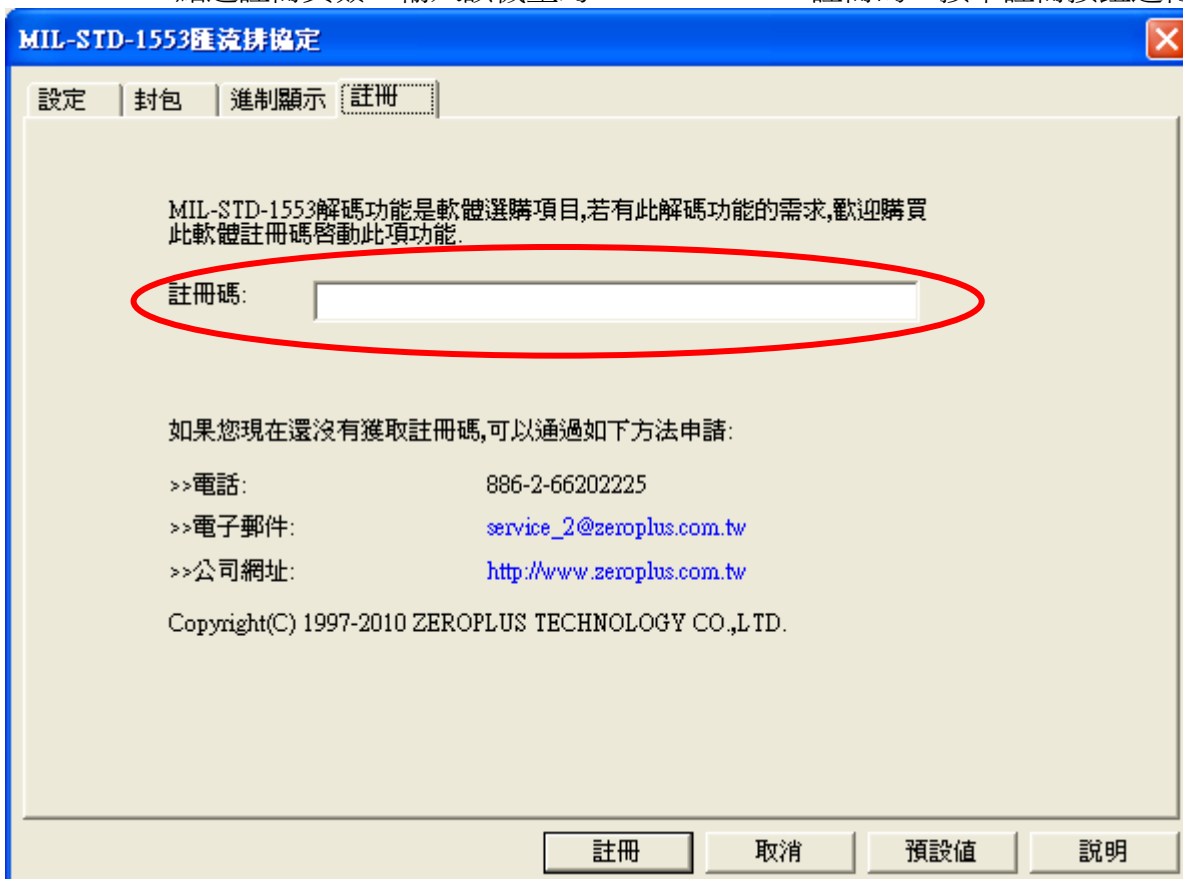 MIL-STD-1553匯流排協定
設定 封包 進制顯示 註冊
MIL-STD-1553解碼功能是軟體選購項目,若有此解碼功能的需求,歡迎購買
此軟體註冊碼啓動此項功能.
註冊碼:
如果您現在還沒有獲取註冊碼,可以通過如下方法申請:
>>電話: 886-2-66202225
>>電子郵件: service_2@zeroplus.com.tw
>>公司網址: http://www.zeroplus.com.tw
Copyright(C) 1997-2010 ZEROPLUS TECHNOLOGY CO.,LTD.
註冊 取消 預設値 說明